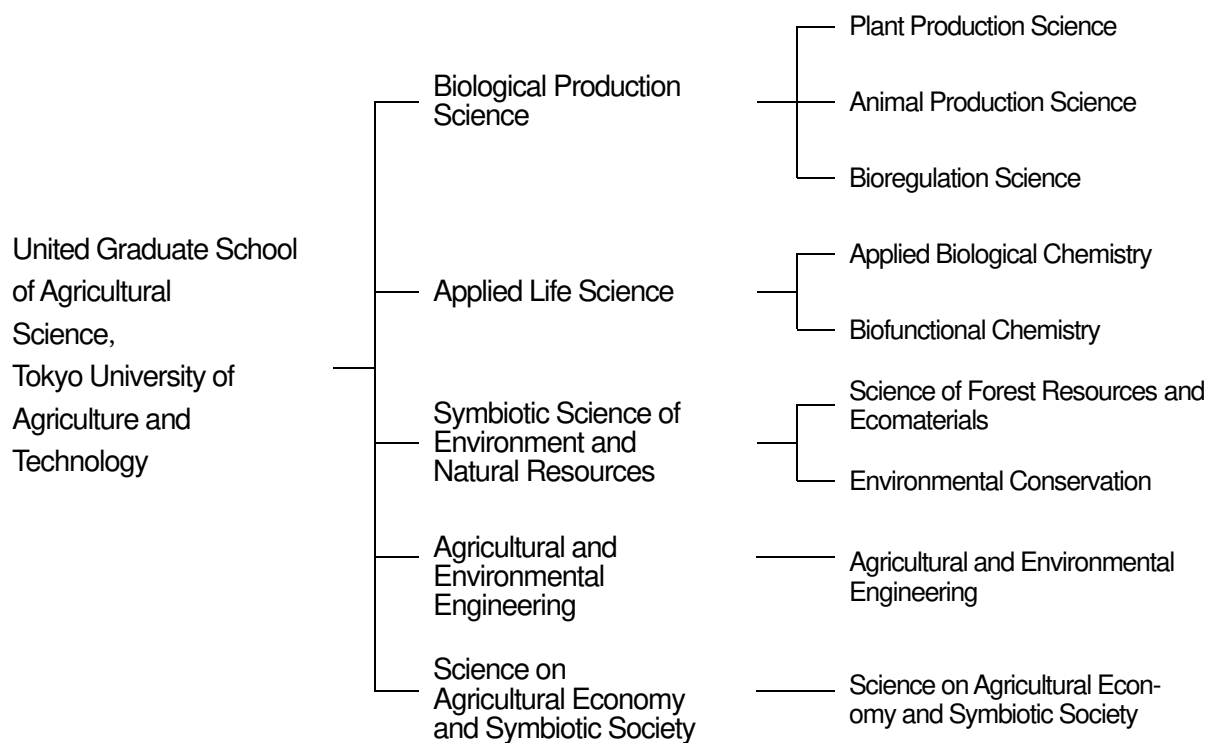 United Graduate School
of Agricultural
Science,
Tokyo University of
Agriculture and
Technology
Biological Production
Science
Plant Production Science
Animal Production Science
Bioregulation Science
Applied Life Science
Applied Biological Chemistry
Biofunctional Chemistry
Symbiotic Science of
Environment and
Natural Resources
Science of Forest Resources and
Ecomaterials
Environmental Conservation
Agricultural and
Environmental
Engineering
Agricultural and Environmental
Engineering
Science on
Agricultural Economy
and Symbiotic Society
Science on Agricultural Econ-
omy and Symbiotic Society